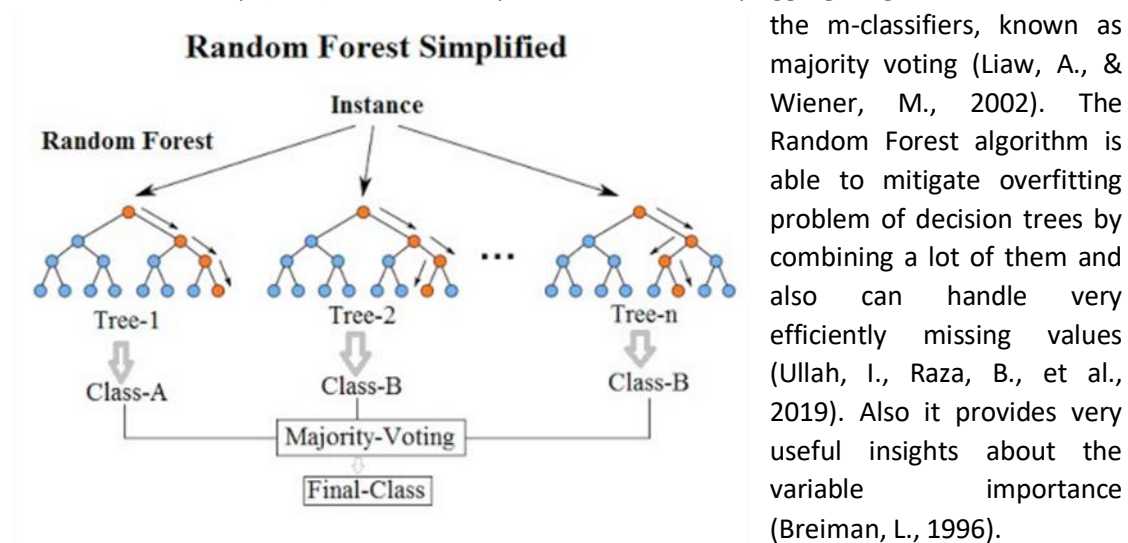 Random Forest Simplified
Instance
Random Forest
...
Tree-1
Tree-2
Tree-n
Class-A
Class-B
Class-B
Majority-Voting
Final-Class
the m-classifiers, known as
majority voting (Liaw, A., &
Wiener, M., 2002). The
Random Forest algorithm is
able to mitigate overfitting
problem of decision trees by
combining a lot of them and
also can handle very
efficiently missing values
(Ullah, I., Raza, B., et al.,
2019). Also it provides very
useful insights about the
variable importance
(Breiman, L., 1996).